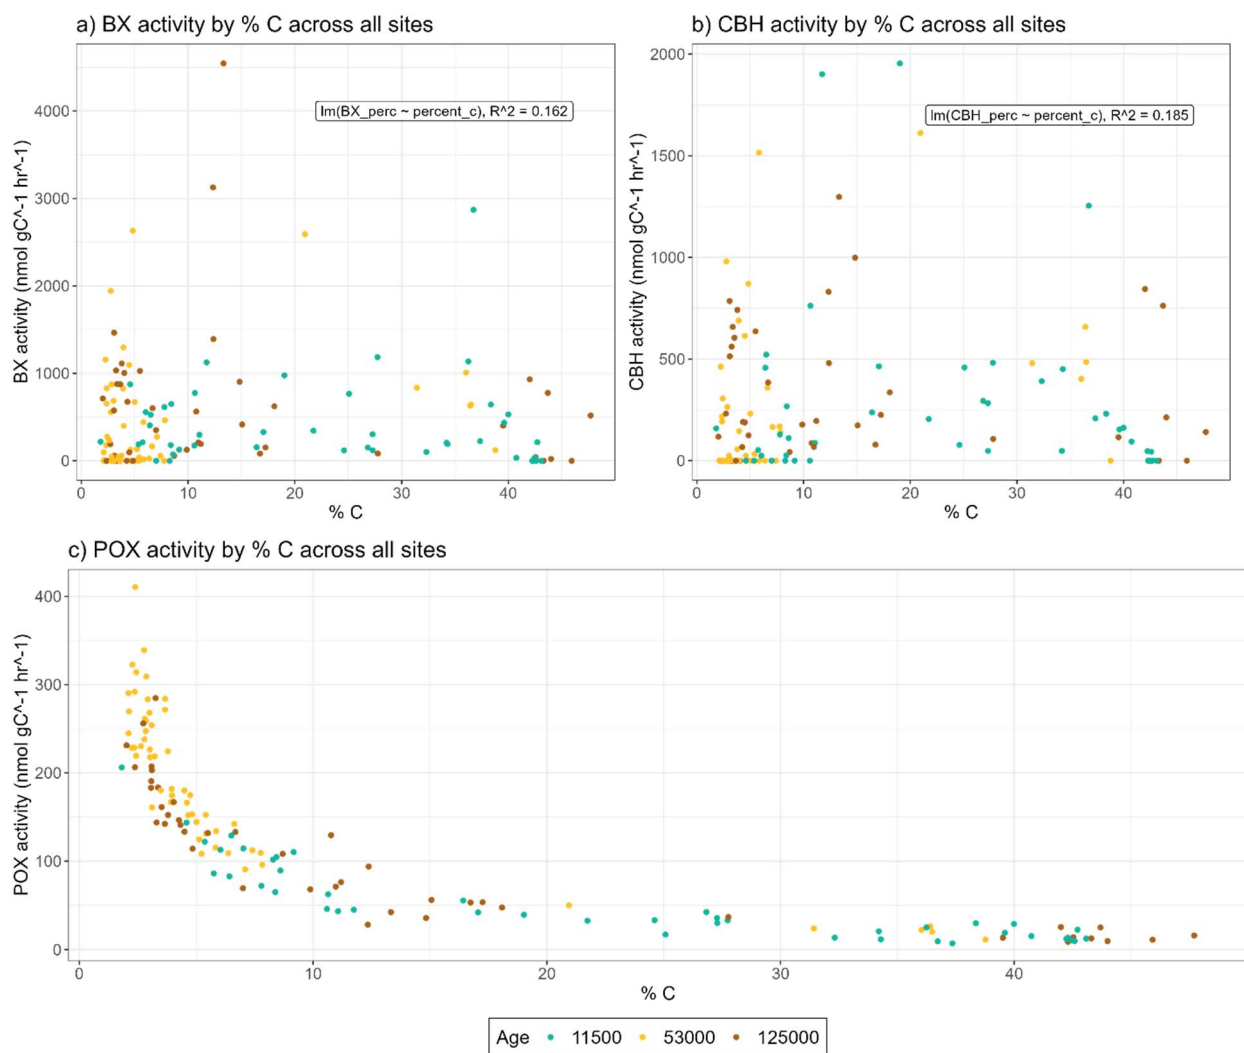 a) BX activity by % C across all sites
BX activity (nmol gC^-1 hr^-1)
4000
3000
2000
1000
0
lm(BX_perc ~ percent_c), R^2 = 0.162
0 10 20 30 40
% C
b) CBH activity by % C across all sites
CBH activity (nmol gC^-1 hr^-1)
2000
1500
1000
500
0
lm(CBH_perc ~ percent_c), R^2 = 0.185
0 10 20 30 40
% C
c) POX activity by % C across all sites
POX activity (nmol gC^-1 hr^-1)
400
300
200
100
0
0 10 20 30 40
% C
Age 11500 53000 125000